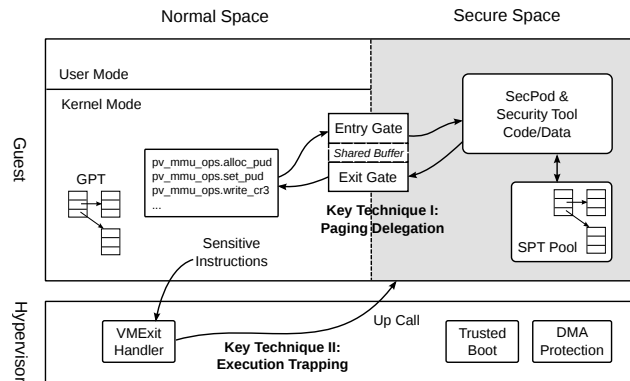 Normal Space
Secure Space
User Mode
Kernel Mode
Guest
GPT
pv_mmu_ops.alloc_pud
pv_mmu_ops.set_pud
pv_mmu_ops.write_cr3
...
Entry Gate
Shared Buffer
Exit Gate
SecPod &
Security Tool
Code/Data
Key Technique I:
Paging Delegation
SPT Pool
Sensitive
Instructions
Hypervisor
VMExit
Handler
Up Call
Key Technique II:
Execution Trapping
Trusted
Boot
DMA
Protection